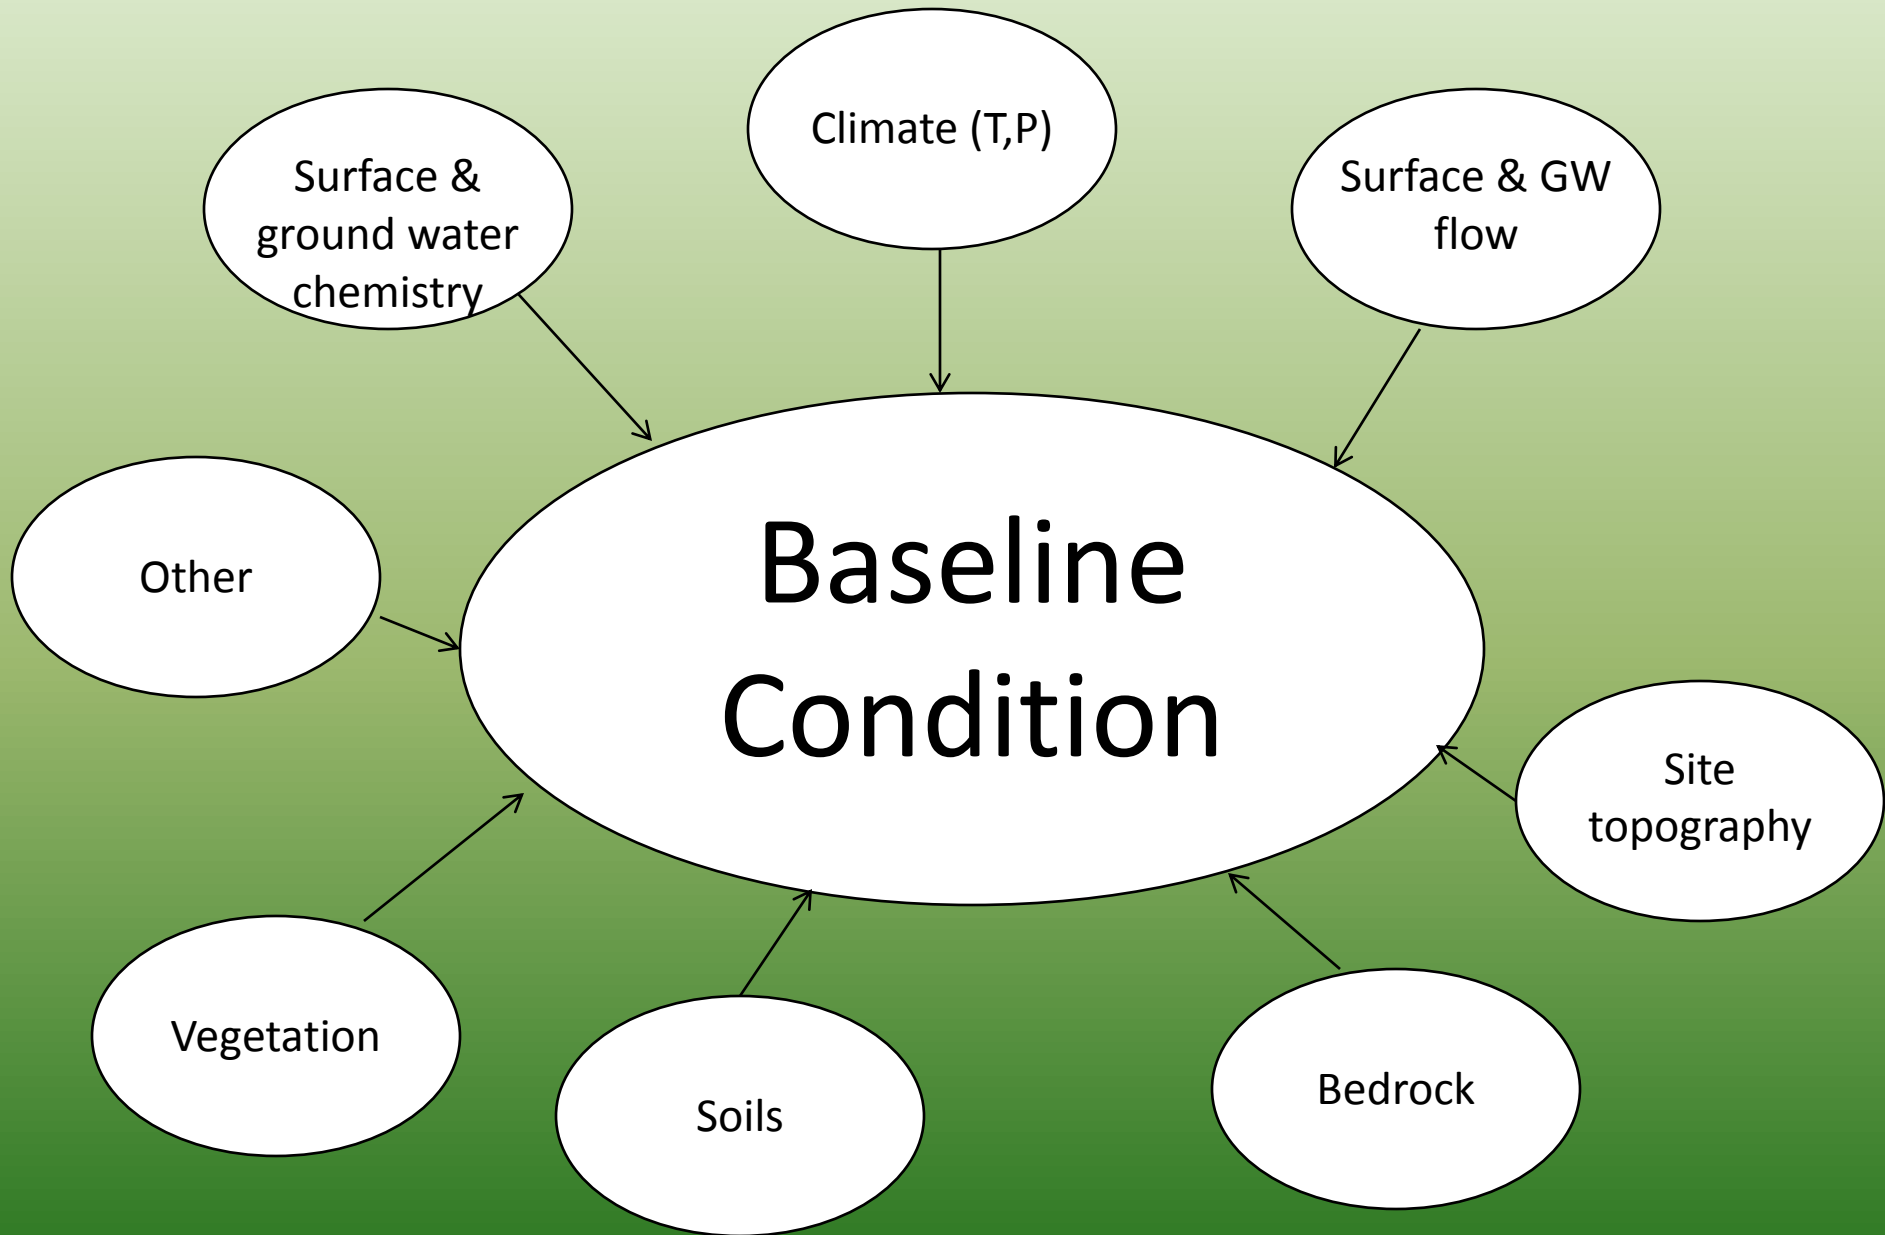 Climate (T,P)
Surface &
ground water
chemistry
Surface & GW
flow
Other
Baseline
Condition
Site
topography
Vegetation
Soils
Bedrock